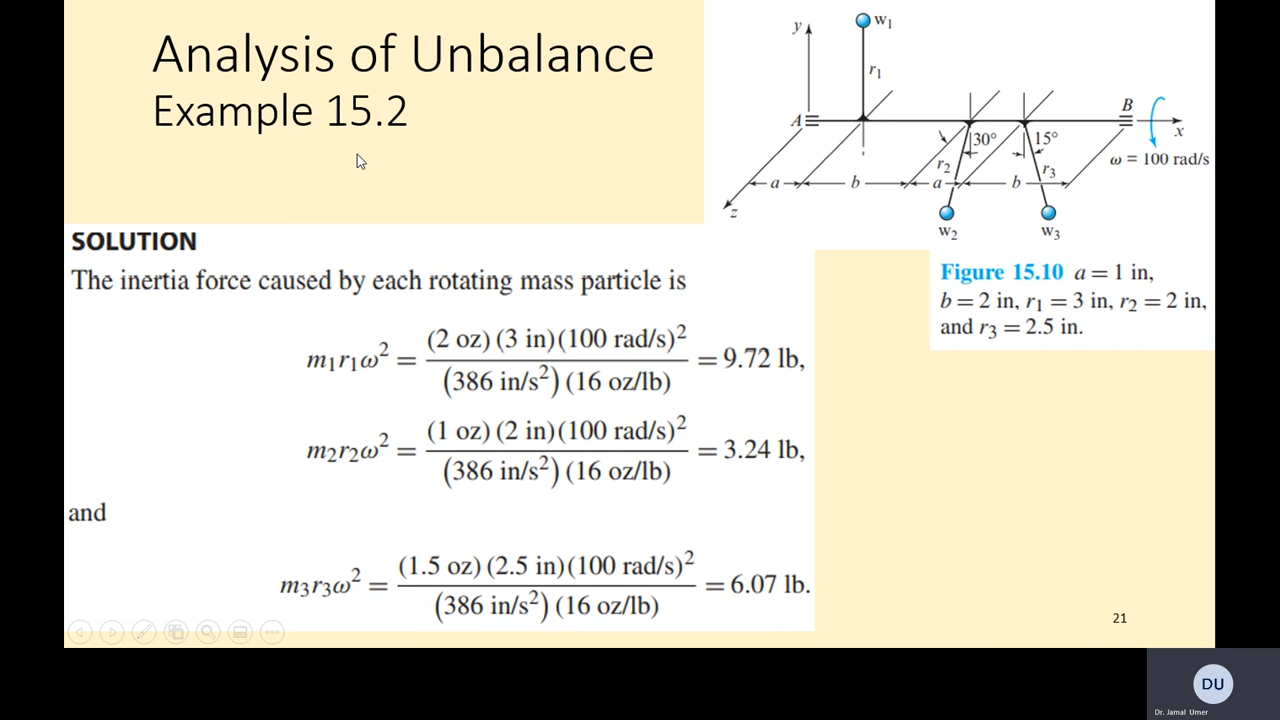 Analysis of Unbalance
Example 15.2
y
w₁
r₁
A
B
x
30°
15°
r₂
r₃
ω = 100 rad/s
a
b
a
b
z
w₂
w₃
Figure 15.10 a = 1 in,
b = 2 in, r₁ = 3 in, r₂ = 2 in,
and r₃ = 2.5 in.
SOLUTION
The inertia force caused by each rotating mass particle is
m₁r₁ω² = (2 oz) (3 in)(100 rad/s)² / (386 in/s²) (16 oz/lb) = 9.72 lb,
m₂r₂ω² = (1 oz) (2 in)(100 rad/s)² / (386 in/s²) (16 oz/lb) = 3.24 lb,
and
m₃r₃ω² = (1.5 oz) (2.5 in)(100 rad/s)² / (386 in/s²) (16 oz/lb) = 6.07 lb.
21
DU
Dr. Jamal Umer